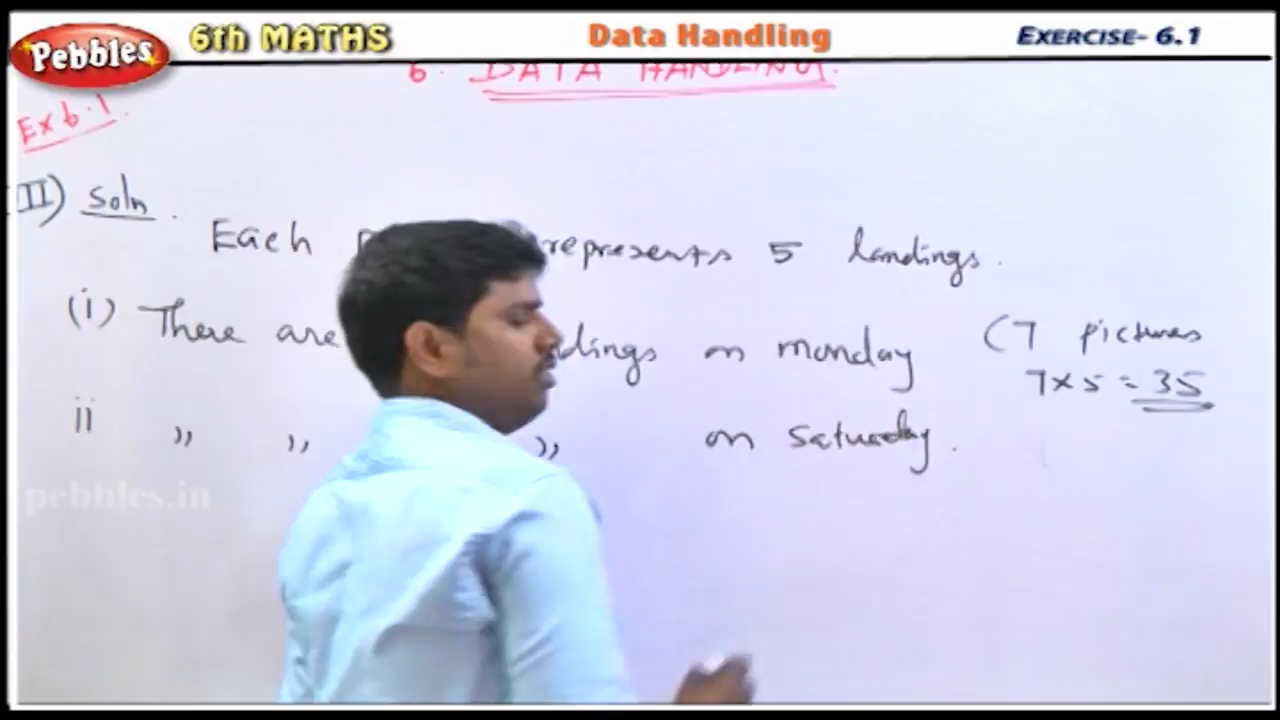 Pebbles
6th MATHS
Data Handling
EXERCISE- 6.1
6. DATA HANDLING.
Ex 6.1.
II) Soln.
Each represents 5 landings.
(i) There are on monday (7 pictures
7 x 5 = 35
ii ,, ,, ,, on saturday.
pebbles.in